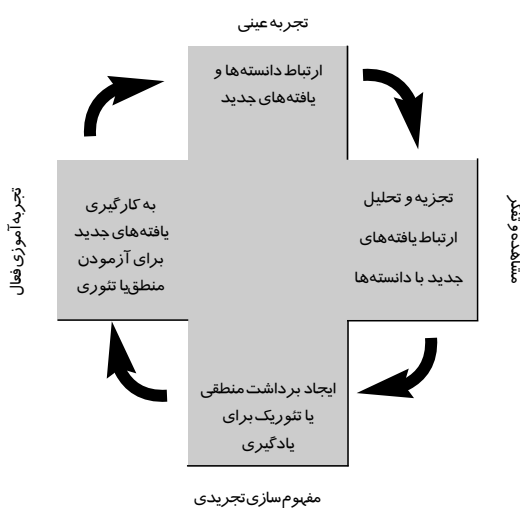 تجربه عینی
ارتباط دانسته‌ها و
یافته‌های جدید
تجزیه و تحلیل
ارتباط یافته‌های
جدید با دانسته‌ها
مشاهده و تفکر
ایجاد برداشت منطقی
یا تئوریک برای
یادگیری
مفهوم سازی تجریدی
به کارگیری
یافته‌های جدید
برای آزمودن
منطق‌یا تئوری
تجربه آموزی فعال